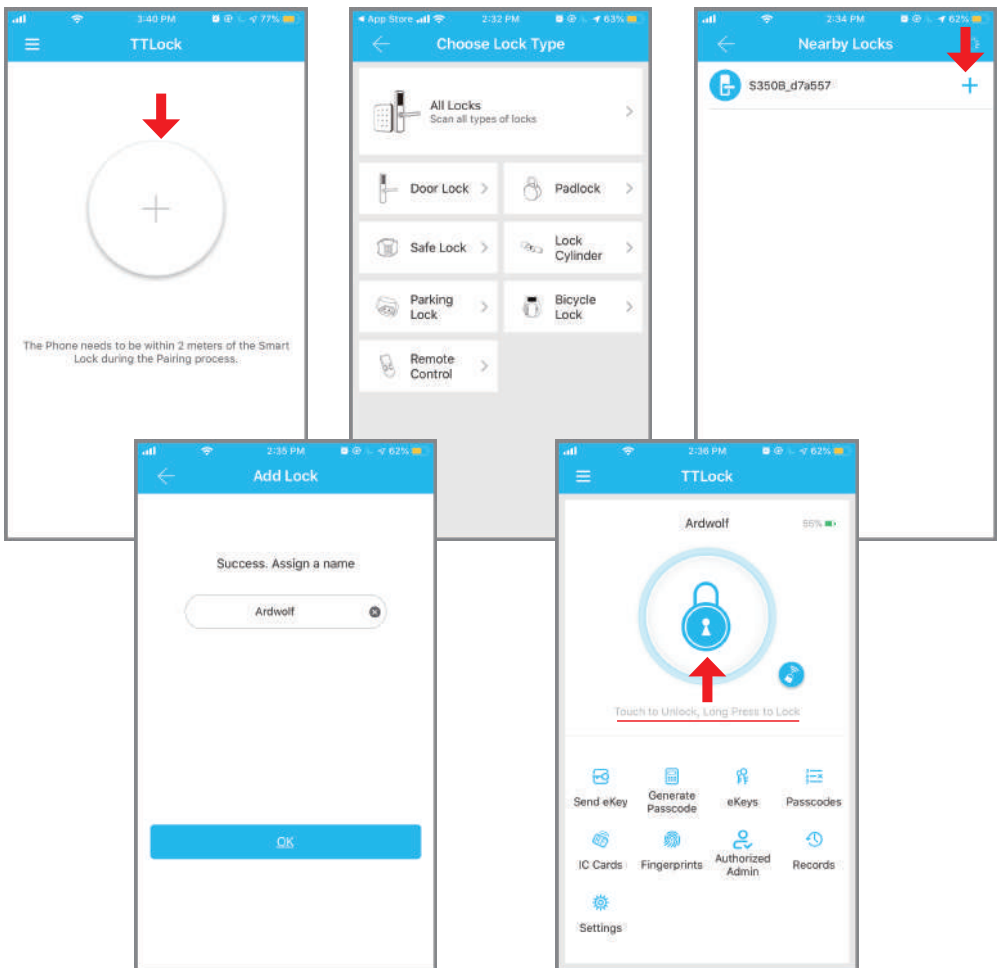 3:40 PM
77%
TTLock
The Phone needs to be within 2 meters of the Smart
Lock during the Pairing process.
App Store
2:32 PM
63%
Choose Lock Type
All Locks
Scan all types of locks
Door Lock
Padlock
Safe Lock
Lock
Cylinder
Parking
Lock
Bicycle
Lock
Remote
Control
2:34 PM
62%
Nearby Locks
S350B_d7a557
2:35 PM
62%
Add Lock
Success. Assign a name
Ardwolf
OK
2:36 PM
62%
TTLock
Ardwolf
Touch to Unlock, Long Press to Lock
Send eKey
Generate
Passcode
eKeys
Passcodes
IC Cards
Fingerprints
Authorized
Admin
Records
Settings